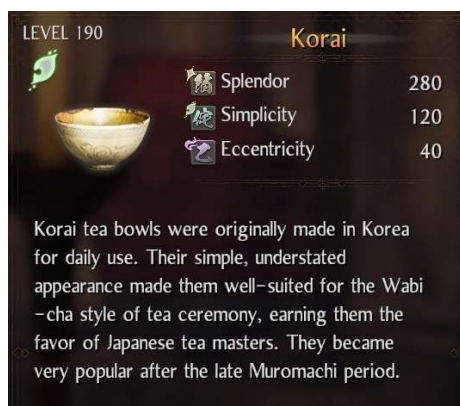 LEVEL 190
Korai
Splendor 280
Simplicity 120
Eccentricity 40
Korai tea bowls were originally made in Korea
for daily use. Their simple, understated
appearance made them well-suited for the Wabi
-cha style of tea ceremony, earning them the
favor of Japanese tea masters. They became
very popular after the late Muromachi period.